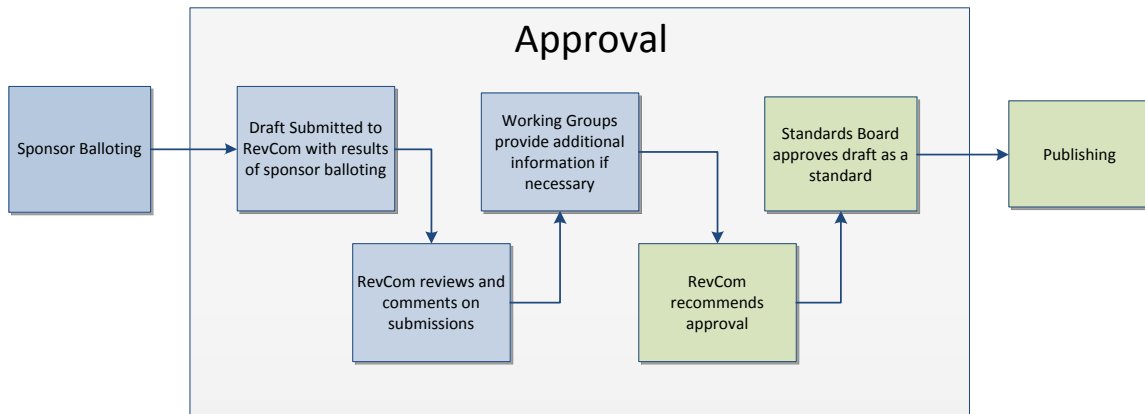 Approval
Sponsor Balloting
Draft Submitted to
RevCom with results
of sponsor balloting
RevCom reviews and
comments on
submissions
Working Groups
provide additional
information if
necessary
RevCom
recommends
approval
Standards Board
approves draft as a
standard
Publishing